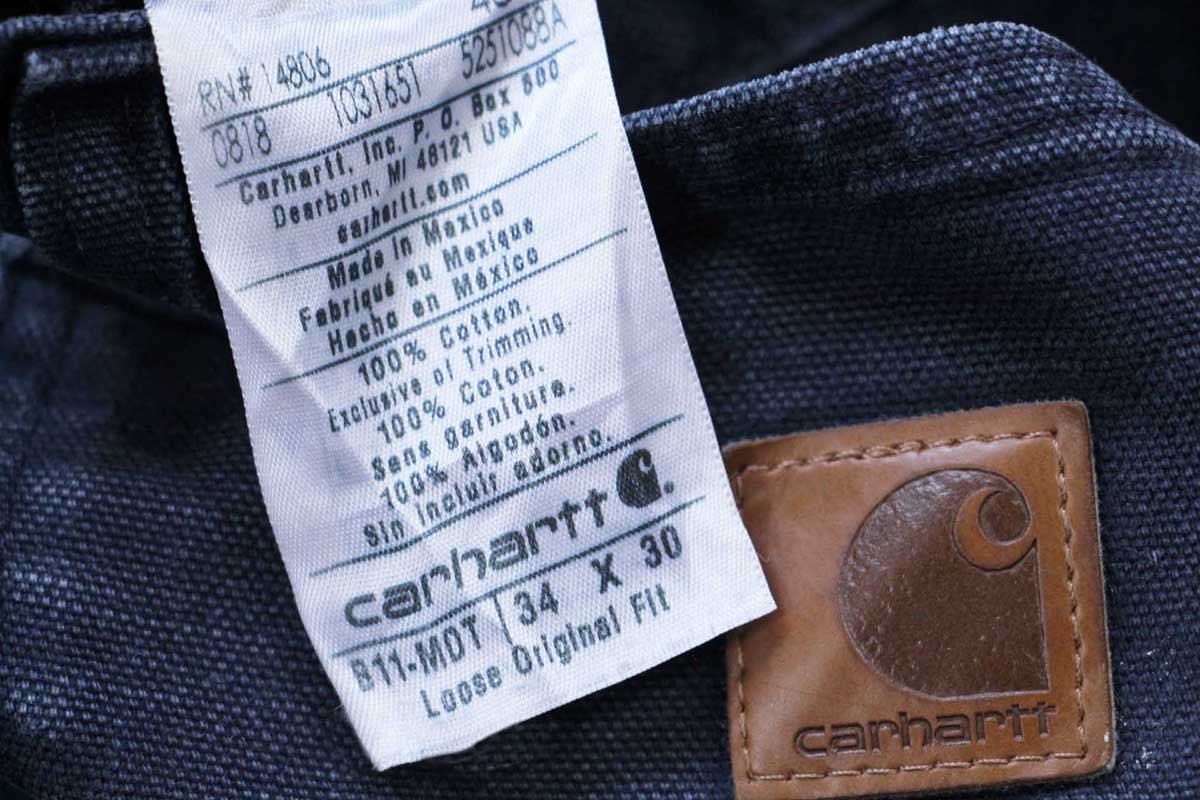 RN# 14806
0818 1031651 5251088A
Carhartt, Inc. P. O. Box 600
Dearborn, MI 48121 USA
carhartt.com
Made in Mexico
Fabriqué au Mexique
Hecho en México
100% Cotton.
Exclusive of Trimming.
100% Coton.
Sens garniture.
100% Algodón.
Sin incluir adorno.
carhartt
B11-MDT 34 X 30
Loose Original Fit
carhartt